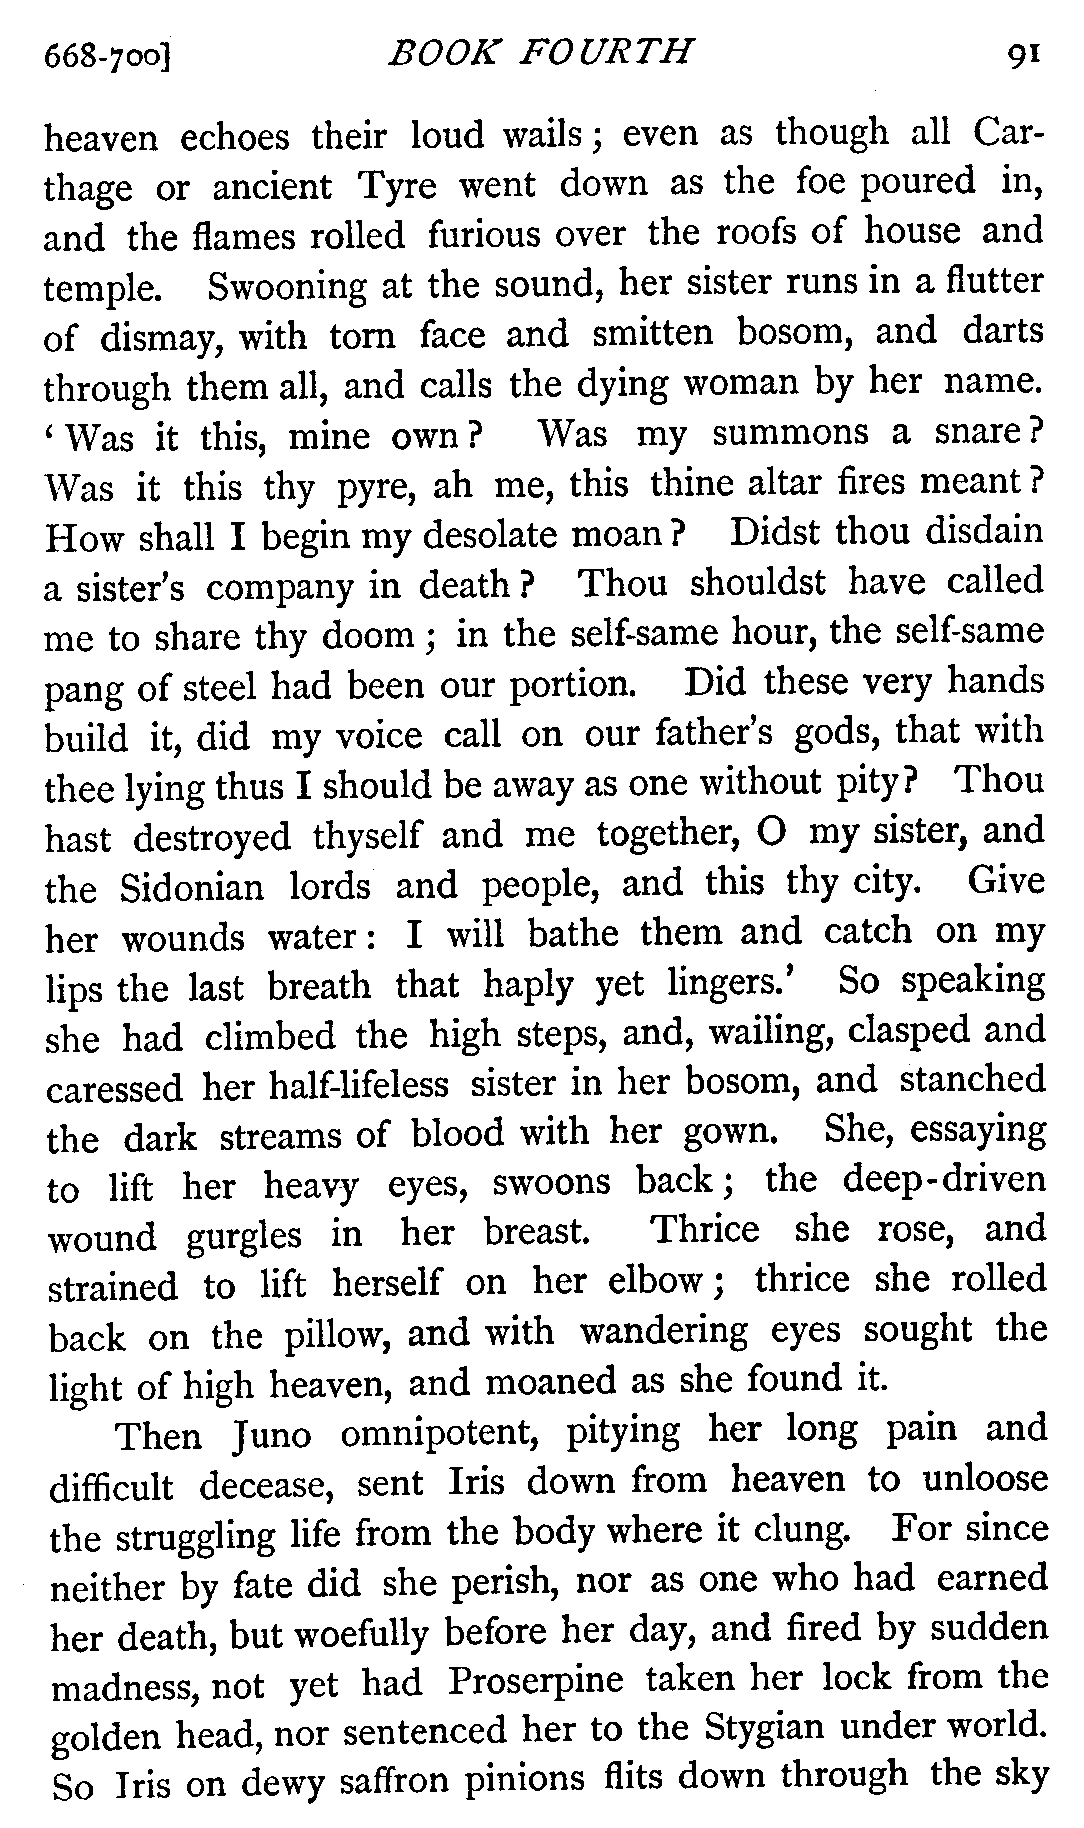 668-700] BOOK FOURTH 91
heaven echoes their loud wails; even as though all Car-
thage or ancient Tyre went down as the foe poured in,
and the flames rolled furious over the roofs of house and
temple. Swooning at the sound, her sister runs in a flutter
of dismay, with torn face and smitten bosom, and darts
through them all, and calls the dying woman by her name.
‘Was it this, mine own? Was my summons a snare?
Was it this thy pyre, ah me, this thine altar fires meant?
How shall I begin my desolate moan? Didst thou disdain
a sister’s company in death? Thou shouldst have called
me to share thy doom; in the self-same hour, the self-same
pang of steel had been our portion. Did these very hands
build it, did my voice call on our father’s gods, that with
thee lying thus I should be away as one without pity? Thou
hast destroyed thyself and me together, O my sister, and
the Sidonian lords and people, and this thy city. Give
her wounds water: I will bathe them and catch on my
lips the last breath that haply yet lingers.’ So speaking
she had climbed the high steps, and, wailing, clasped and
caressed her half-lifeless sister in her bosom, and stanched
the dark streams of blood with her gown. She, essaying
to lift her heavy eyes, swoons back; the deep-driven
wound gurgles in her breast. Thrice she rose, and
strained to lift herself on her elbow; thrice she rolled
back on the pillow, and with wandering eyes sought the
light of high heaven, and moaned as she found it.
Then Juno omnipotent, pitying her long pain and
difficult decease, sent Iris down from heaven to unloose
the struggling life from the body where it clung. For since
neither by fate did she perish, nor as one who had earned
her death, but woefully before her day, and fired by sudden
madness, not yet had Proserpine taken her lock from the
golden head, nor sentenced her to the Stygian under world.
So Iris on dewy saffron pinions flits down through the sky